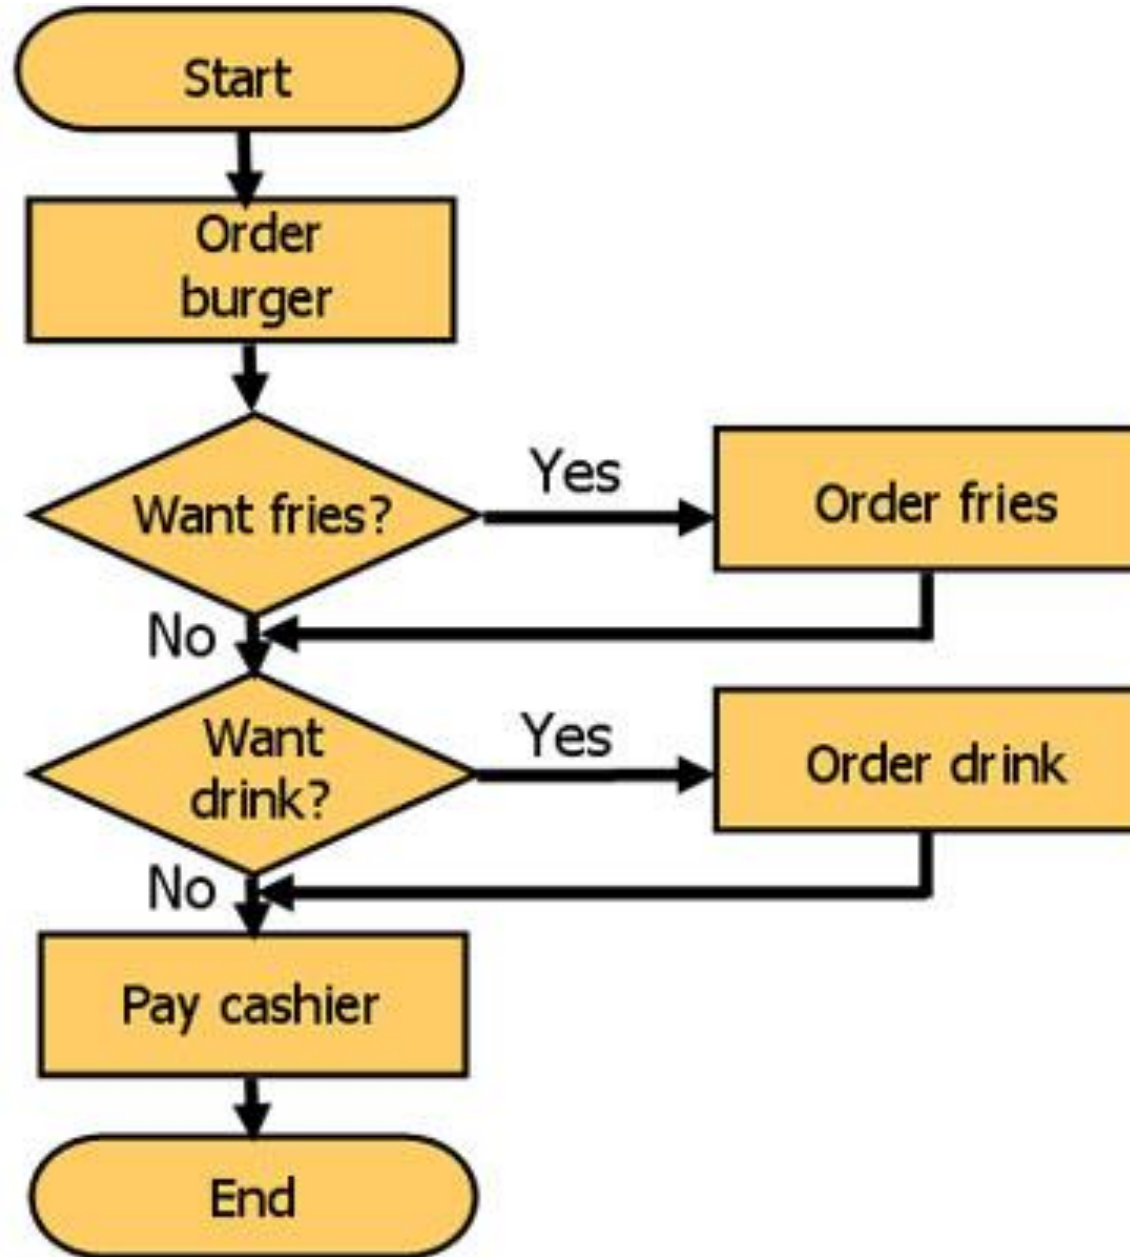 Start
Order
burger
Want fries?
Yes
Order fries
No
Want
drink?
Yes
Order drink
No
Pay cashier
End